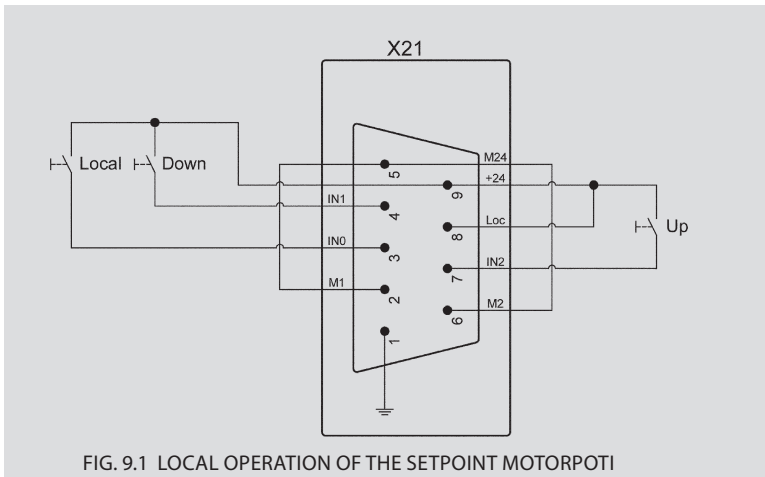 X21
Local
Down
Up
M24
+24
Loc
IN2
M2
IN1
IN0
M1
5
4
3
2
1
9
8
7
6
FIG. 9.1 LOCAL OPERATION OF THE SETPOINT MOTORPOTI